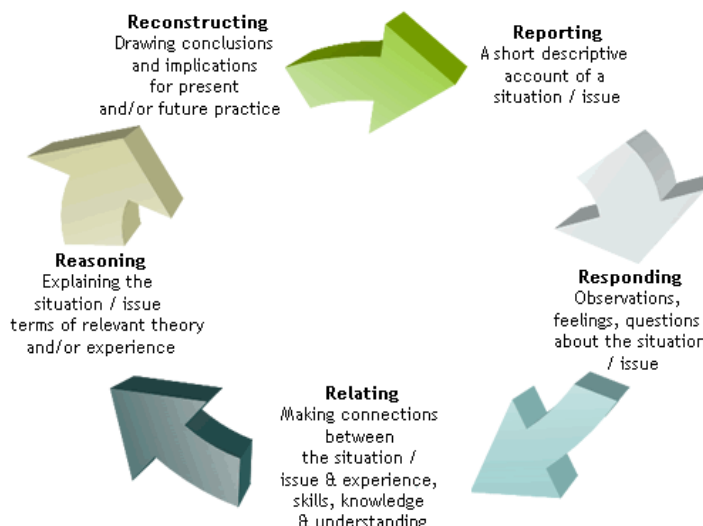 Reconstructing
Drawing conclusions
and implications
for present
and/or future practice
Reporting
A short descriptive
account of a
situation / issue
Responding
Observations,
feelings, questions
about the situation
/ issue
Relating
Making connections
between
the situation /
issue & experience,
skills, knowledge
& understanding
Reasoning
Explaining the
situation / issue
terms of relevant theory
and/or experience